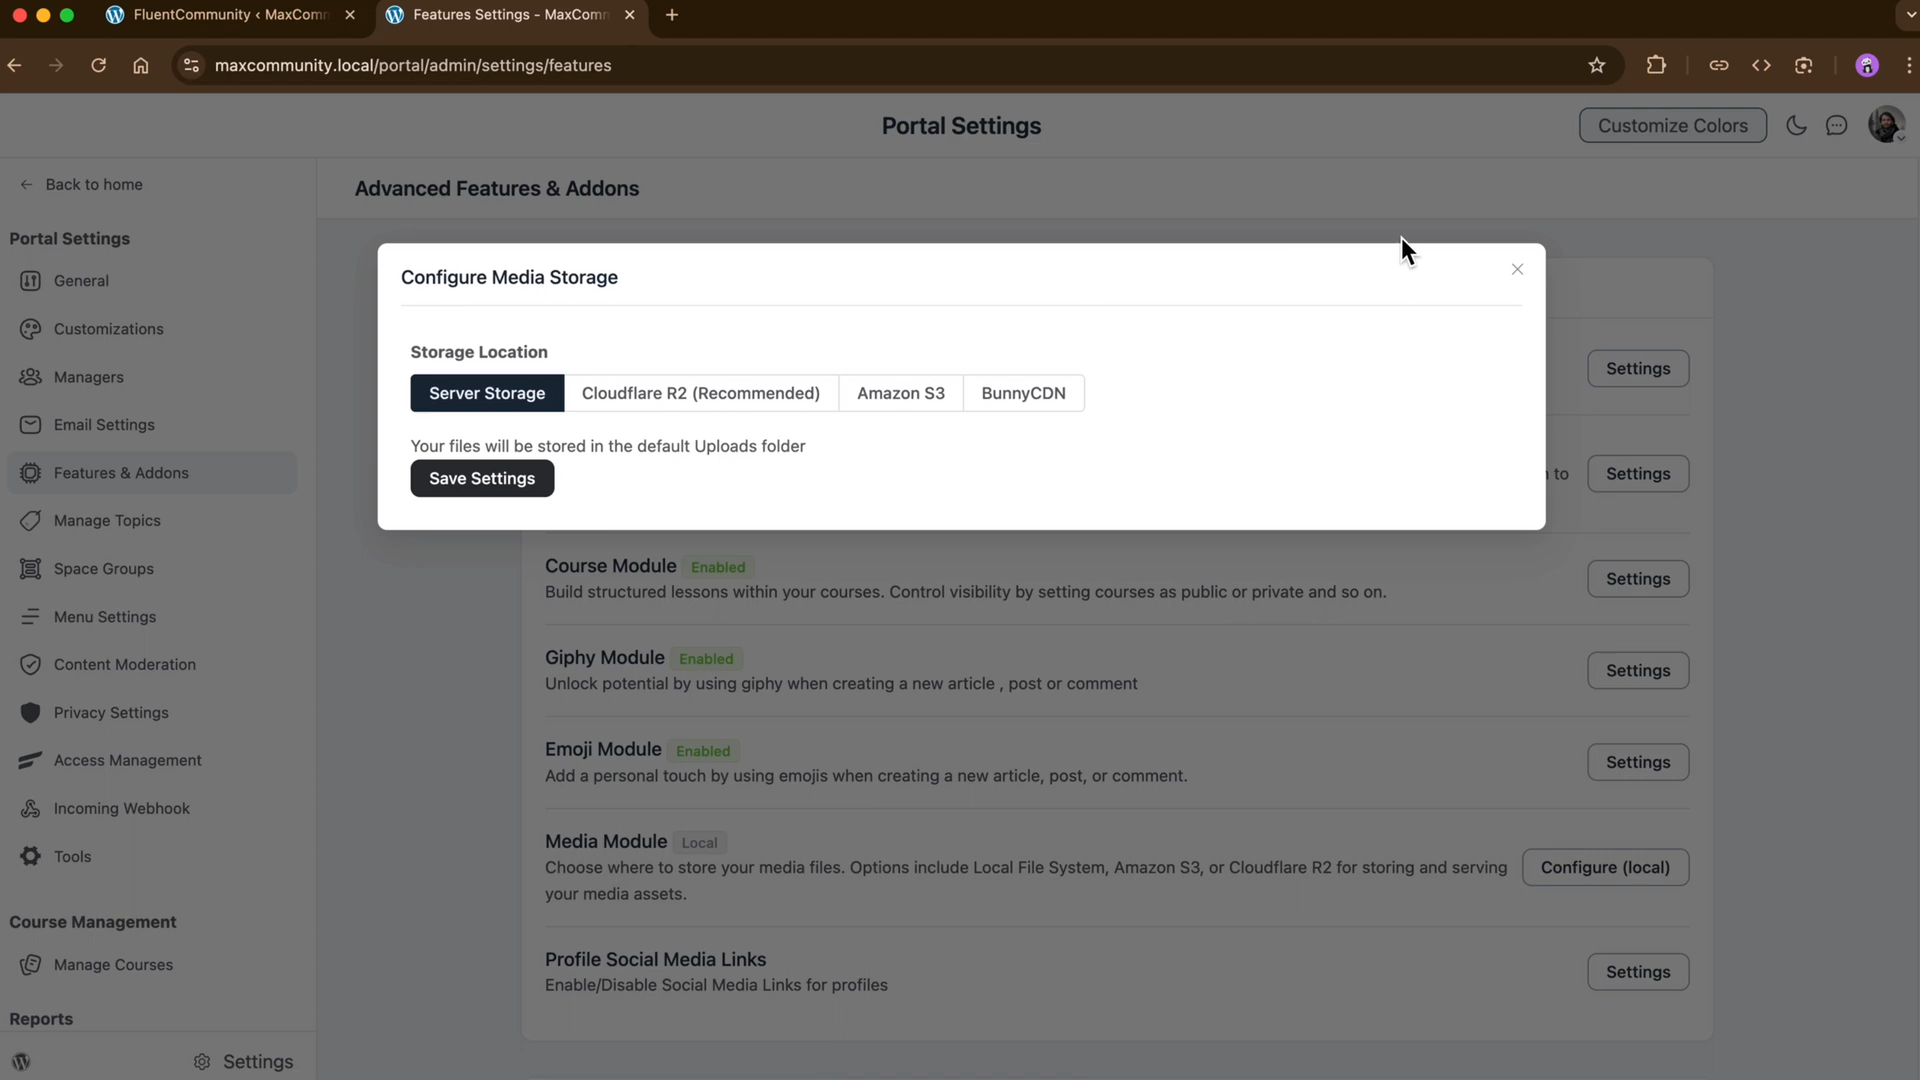 FluentCommunity ‹ MaxComm
Features Settings - MaxComm
maxcommunity.local/portal/admin/settings/features
Portal Settings
Customize Colors
Back to home
Advanced Features & Addons
Portal Settings
General
Customizations
Managers
Email Settings
Features & Addons
Manage Topics
Space Groups
Menu Settings
Content Moderation
Privacy Settings
Access Management
Incoming Webhook
Tools
Course Management
Manage Courses
Reports
Settings
Configure Media Storage
Storage Location
Server Storage
Cloudflare R2 (Recommended)
Amazon S3
BunnyCDN
Your files will be stored in the default Uploads folder
Save Settings
Settings
to
Settings
Course Module Enabled
Build structured lessons within your courses. Control visibility by setting courses as public or private and so on.
Settings
Giphy Module Enabled
Unlock potential by using giphy when creating a new article , post or comment
Settings
Emoji Module Enabled
Add a personal touch by using emojis when creating a new article, post, or comment.
Settings
Media Module Local
Choose where to store your media files. Options include Local File System, Amazon S3, or Cloudflare R2 for storing and serving
your media assets.
Configure (local)
Profile Social Media Links
Enable/Disable Social Media Links for profiles
Settings